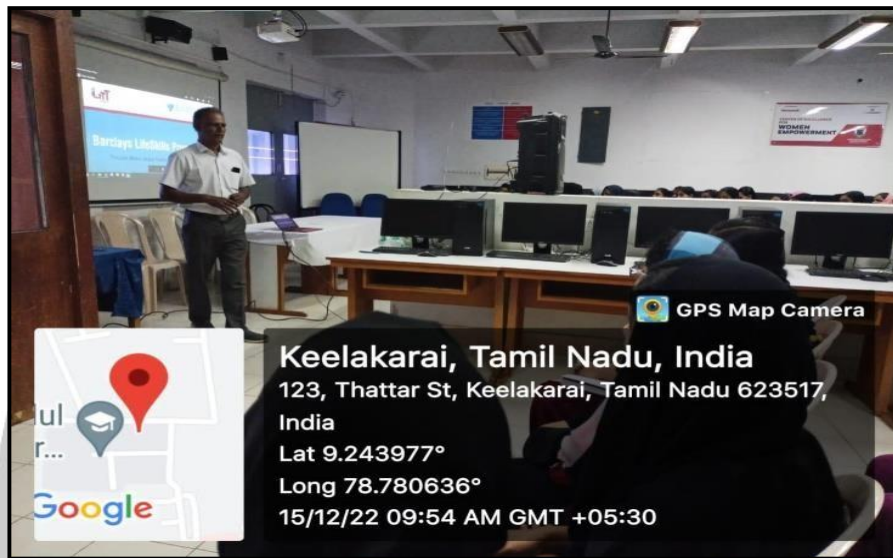 Barclays LifeSkills
WOMEN
EMPOWERMENT
GPS Map Camera
Keelakarai, Tamil Nadu, India
123, Thattar St, Keelakarai, Tamil Nadu 623517,
India
Lat 9.243977°
Long 78.780636°
15/12/22 09:54 AM GMT +05:30
ul
r...
Google